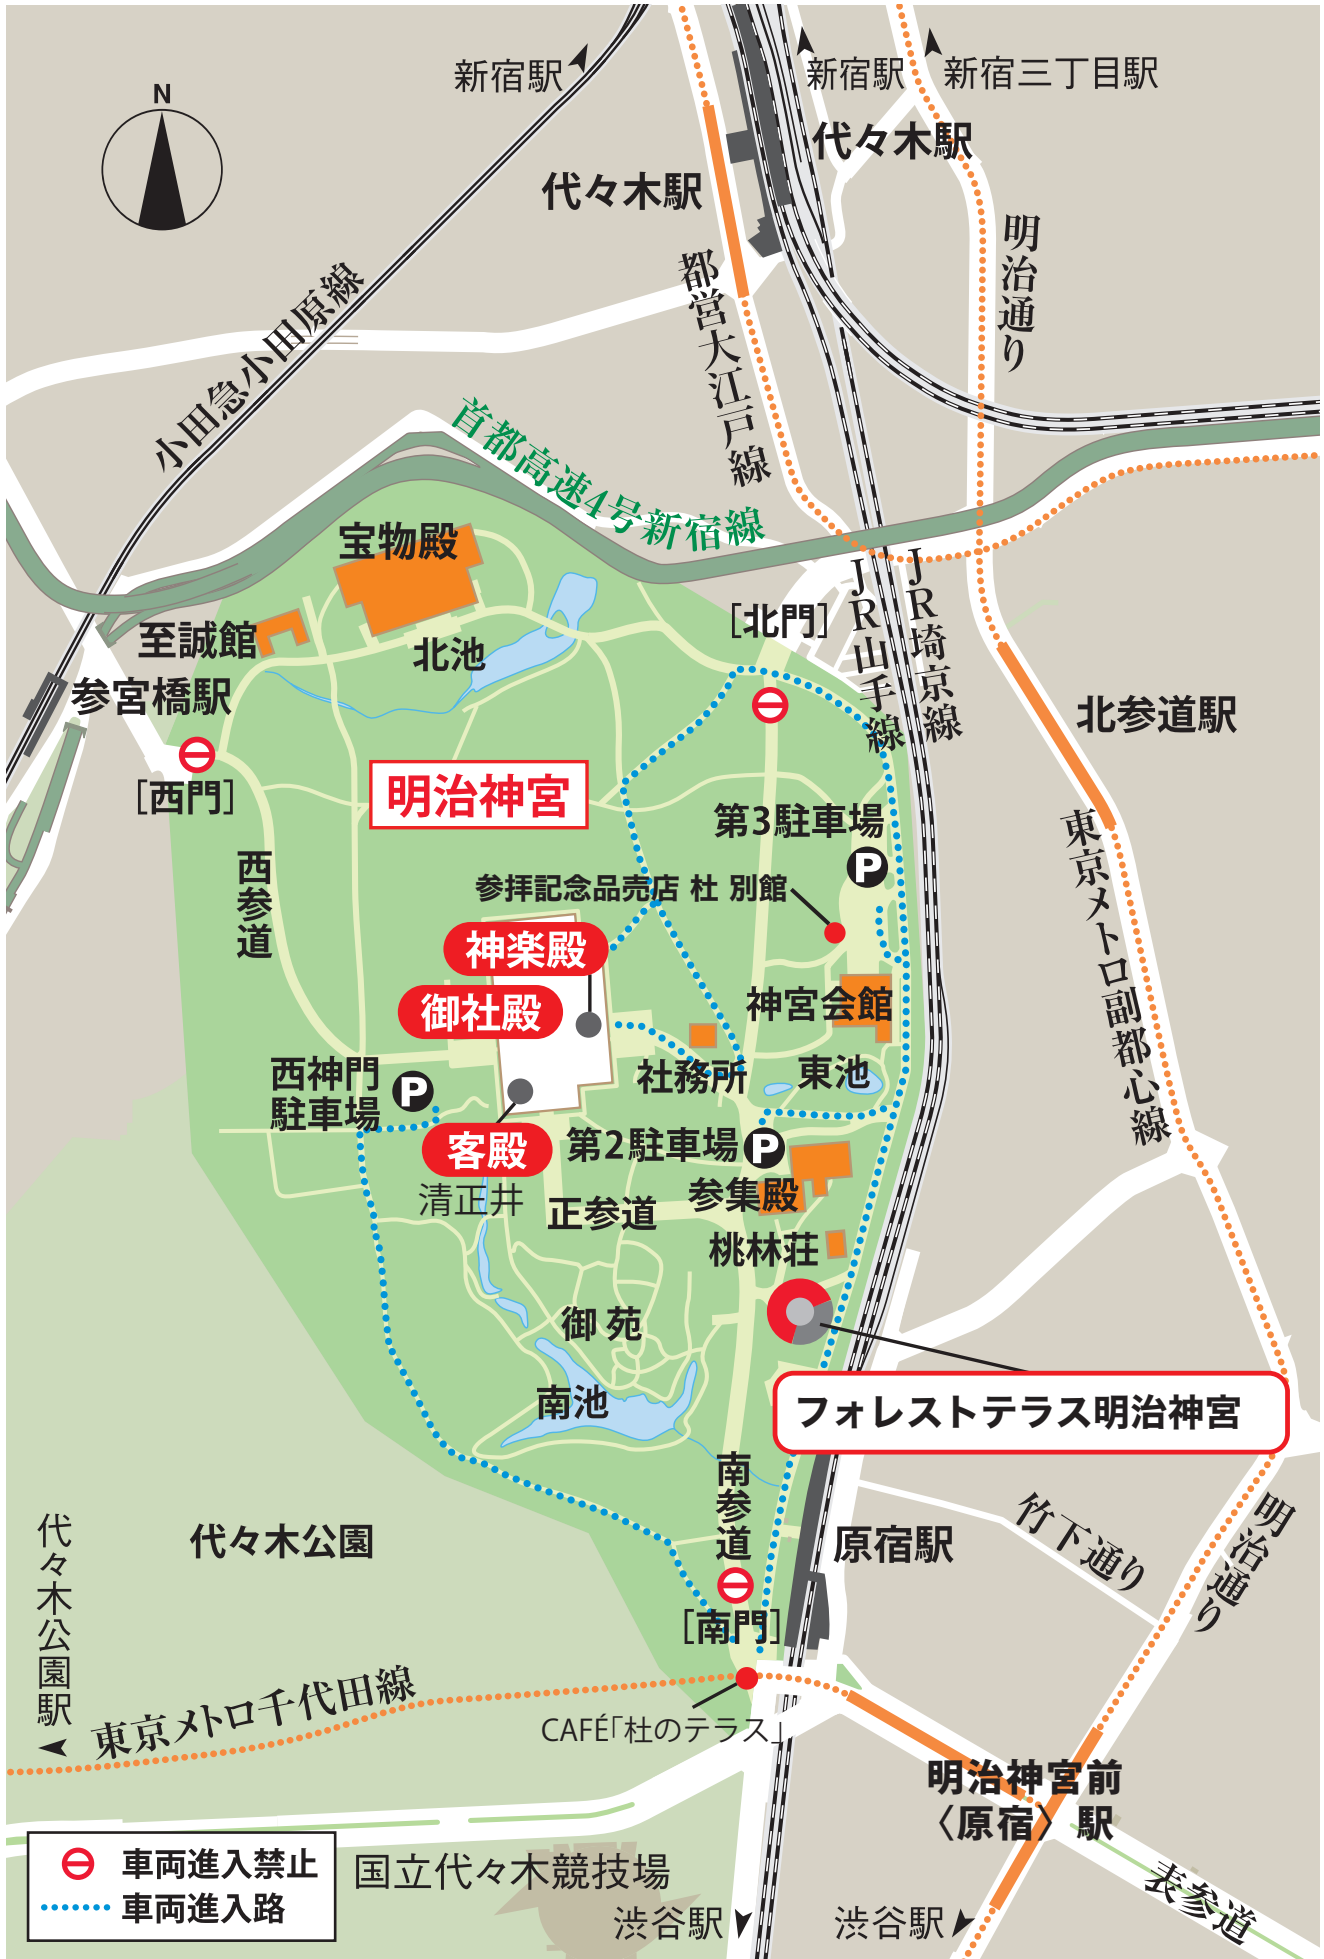 N
新宿駅
新宿駅
新宿三丁目駅
代々木駅
代々木駅
明治通り
都営大江戸線
小田急小田原線
首都高速4号新宿線
宝物殿
至誠館
北池
[北門]
JR山手線
JR埼京線
参宮橋駅
北参道駅
[西門]
明治神宮
第3駐車場
P
西参道
参拝記念品売店 杜 別館
東京メトロ副都心線
神楽殿
御社殿
神宮会館
社務所
東池
西神門
駐車場
P
客殿
第2駐車場
P
清正井
正参道
参集殿
桃林荘
御苑
フォレストテラス明治神宮
南池
南参道
原宿駅
竹下通り
明治通り
代々木公園
代々木公園駅
[南門]
東京メトロ千代田線
CAFÉ「杜のテラス」
明治神宮前
〈原宿〉駅
表参道
車両進入禁止
車両進入路
国立代々木競技場
渋谷駅
渋谷駅